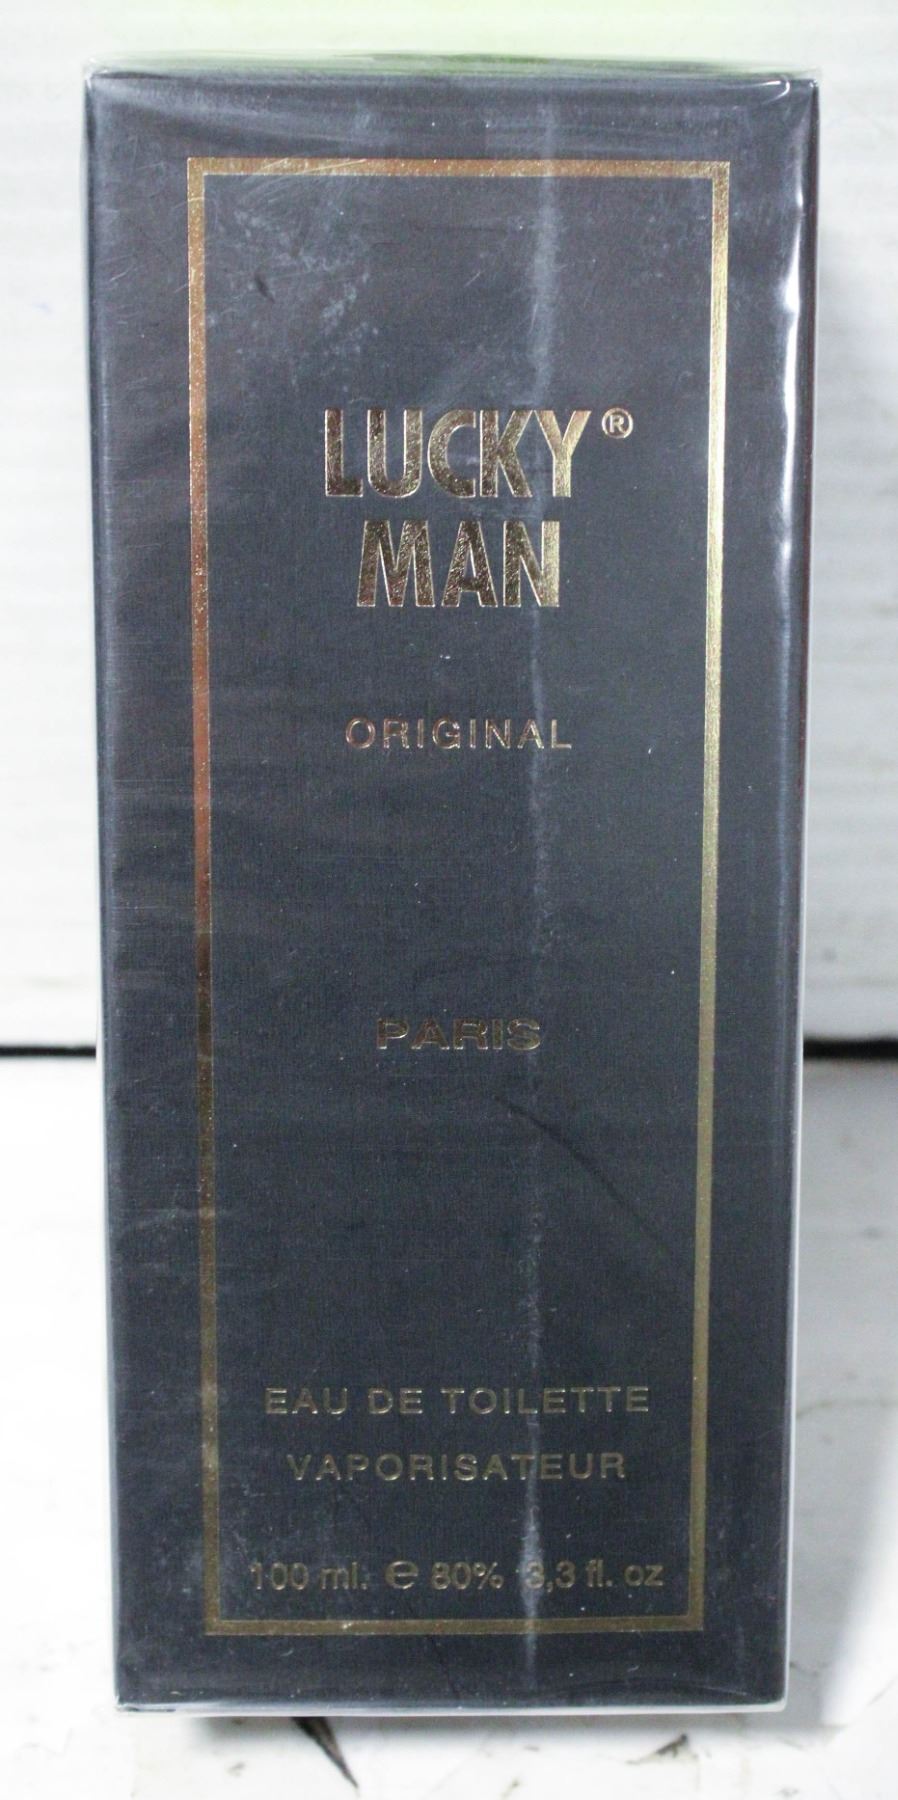 LUCKY®
MAN
ORIGINAL
PARIS
EAU DE TOILETTE
VAPORISATEUR
100 ml. ℮ 80% 3,3 fl. oz